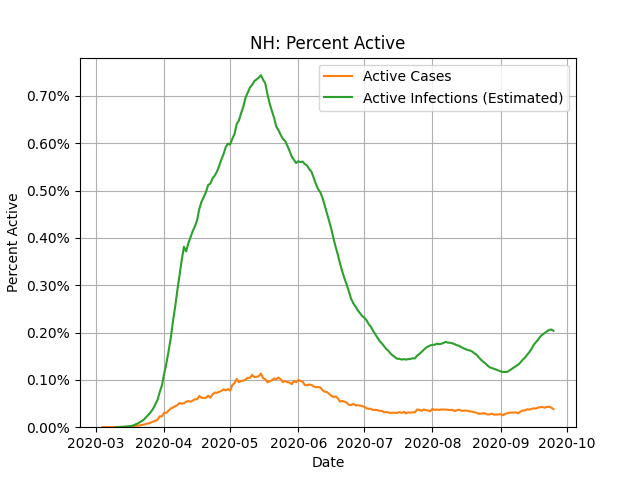 NH: Percent Active
Active Cases
Active Infections (Estimated)
Percent Active
0.70%
0.60%
0.50%
0.40%
0.30%
0.20%
0.10%
0.00%
2020-03 2020-04 2020-05 2020-06 2020-07 2020-08 2020-09 2020-10
Date